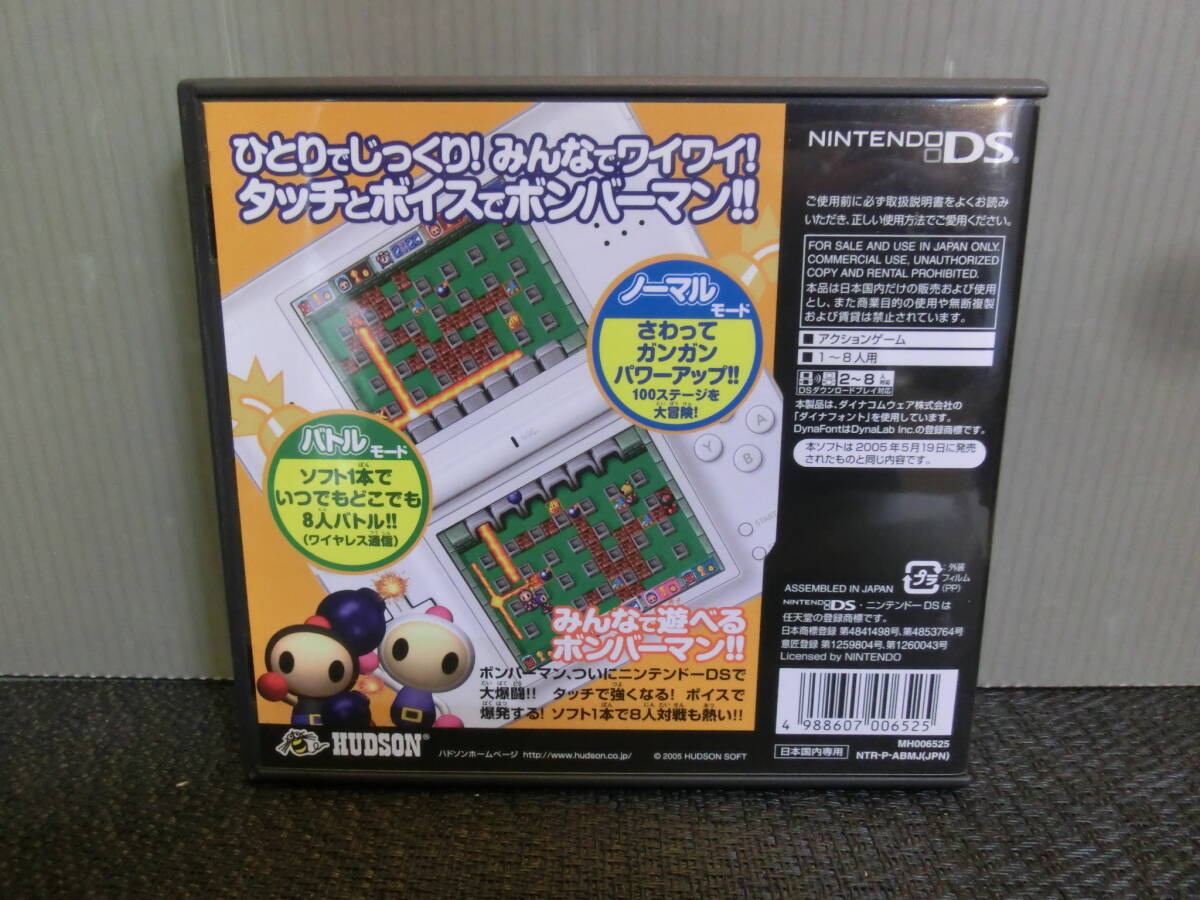 ひとりでじっくり! みんなでワイワイ!
タッチとボイスでボンバーマン!!
ノーマル
モード
さわって
ガンガン
パワーアップ!!
100ステージを
大冒険!
バトル
モード
ソフト1本で
いつでもどこでも
8人バトル!!
(ワイヤレス通信)
A
Y
B
START
みんなで遊べる
ボンバーマン!!
ボンバーマン、ついにニンテンドーDSで
大爆闘!! タッチで強くなる! ボイスで
爆発する! ソフト1本で8人対戦も熱い!!
HUDSON®
ハドソンホームページ http://www.hudson.co.jp/
© 2005 HUDSON SOFT
NINTENDO DS®
ご使用前に必ず取扱説明書をよくお読み
いただき、正しい使用方法でご愛用ください。
FOR SALE AND USE IN JAPAN ONLY.
COMMERCIAL USE, UNAUTHORIZED
COPY AND RENTAL PROHIBITED.
本品は日本国内だけの販売および使用
とし、また商業目的の使用や無断複製
および賃貸は禁止されています。
■アクションゲーム
■1〜8人用
2〜8人対応
DSダウンロードプレイ対応
本製品は、ダイナコムウェア株式会社の
「ダイナフォント」を使用しています。
DynaFontはDynaLab Inc.の登録商標です。
本ソフトは2005年5月19日に発売
されたものと同じ内容です。
ASSEMBLED IN JAPAN
プラ
:外装
フィルム
(PP)
NINTENDO DS・ニンテンドーDSは
任天堂の登録商標です。
日本商標登録 第4841498号、第4853764号
意匠登録 第1259804号、第1260043号
Licensed by NINTENDO
4 988607 006525
MH006525
日本国内専用
NTR-P-ABMJ(JPN)